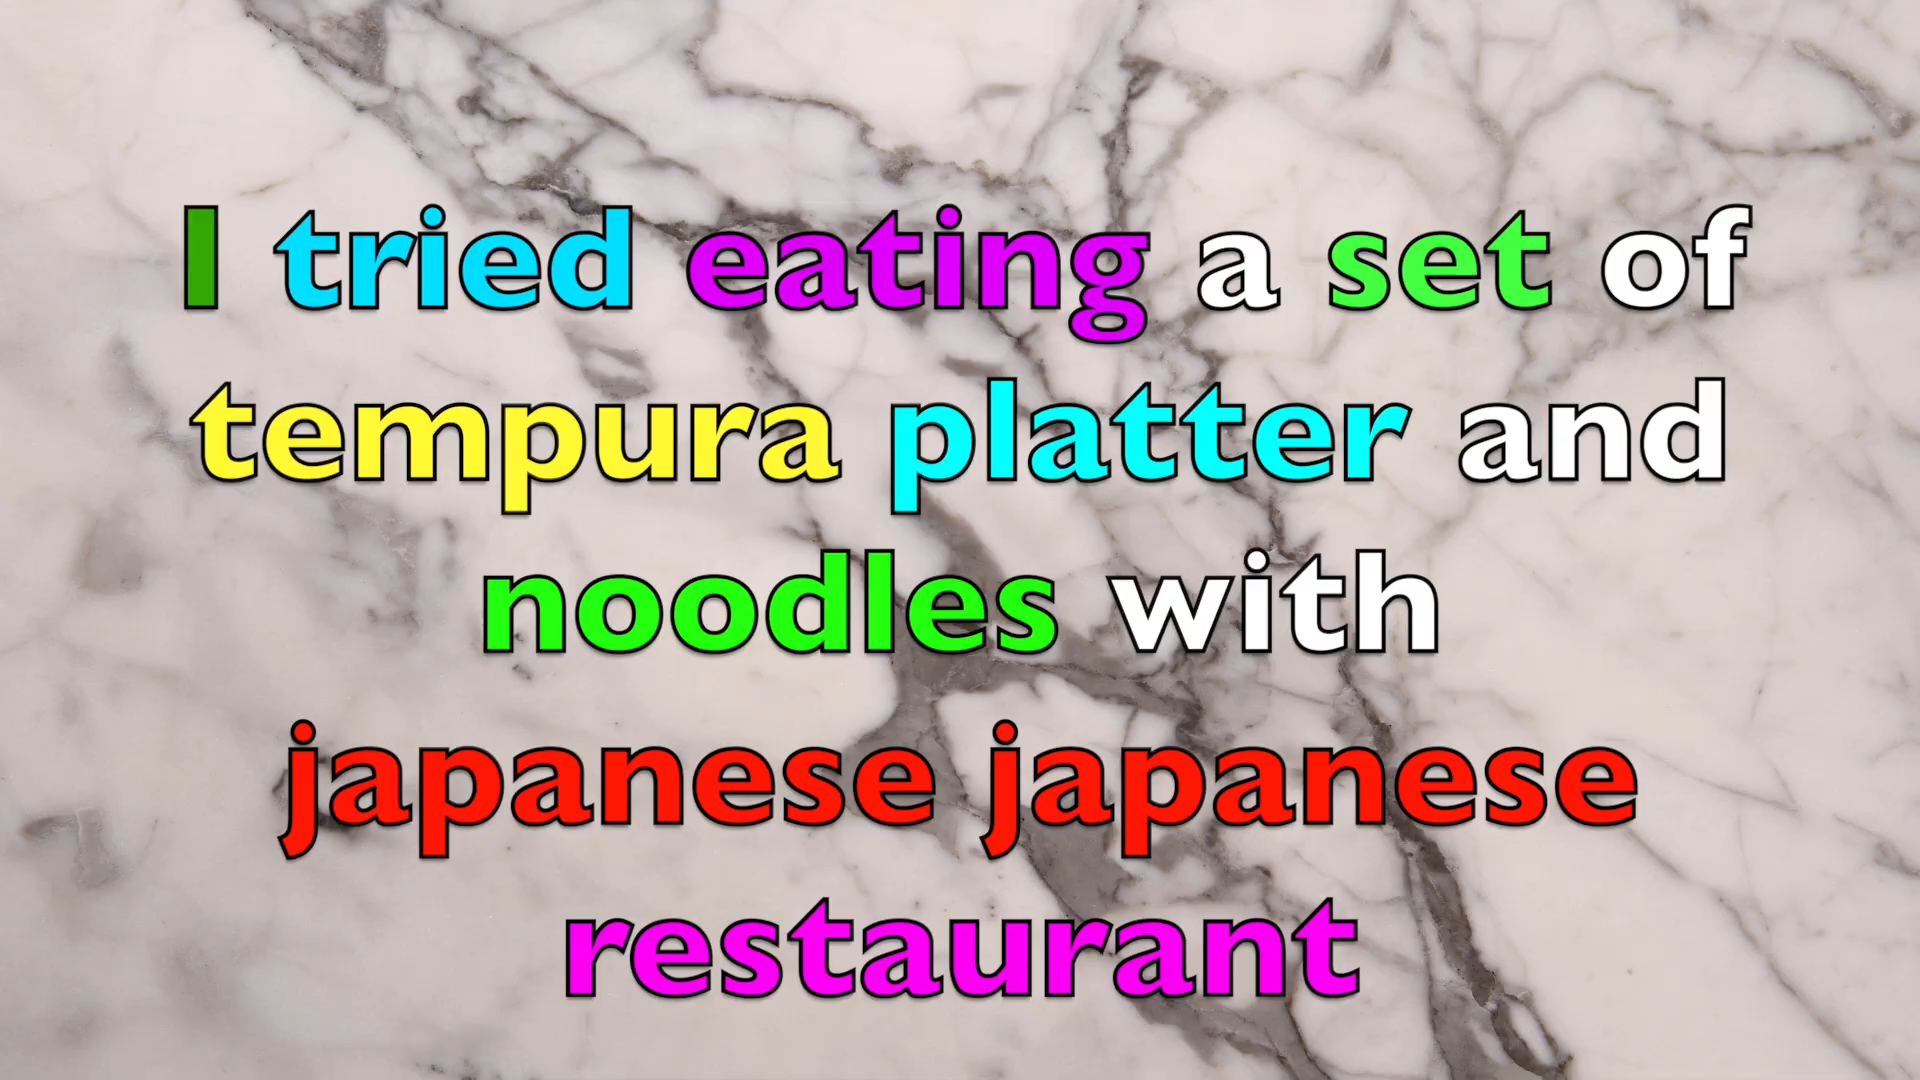 I tried eating a set of
tempura platter and
noodles with
japanese japanese
restaurant